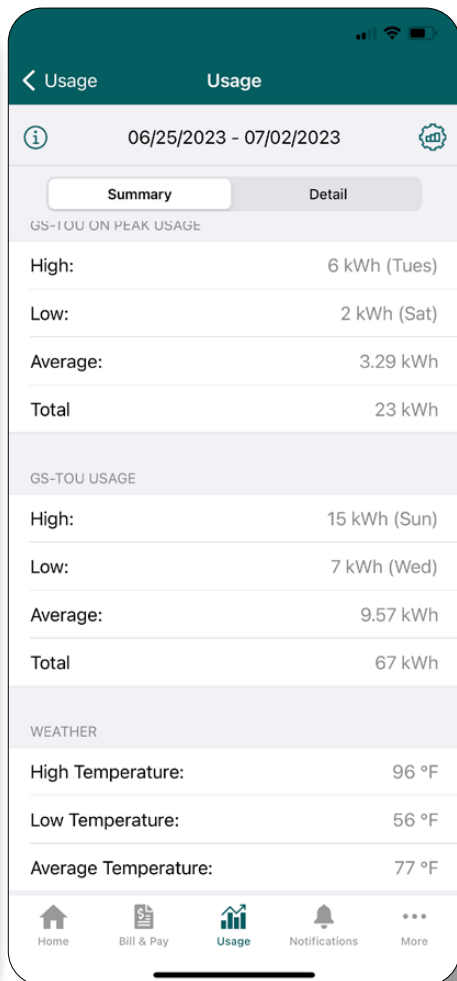 Usage
Usage
06/25/2023 - 07/02/2023
Summary
Detail
GS-TOU ON PEAK USAGE
High: 6 kWh (Tues)
Low: 2 kWh (Sat)
Average: 3.29 kWh
Total 23 kWh
GS-TOU USAGE
High: 15 kWh (Sun)
Low: 7 kWh (Wed)
Average: 9.57 kWh
Total 67 kWh
WEATHER
High Temperature: 96 °F
Low Temperature: 56 °F
Average Temperature: 77 °F
Home
Bill & Pay
Usage
Notifications
More